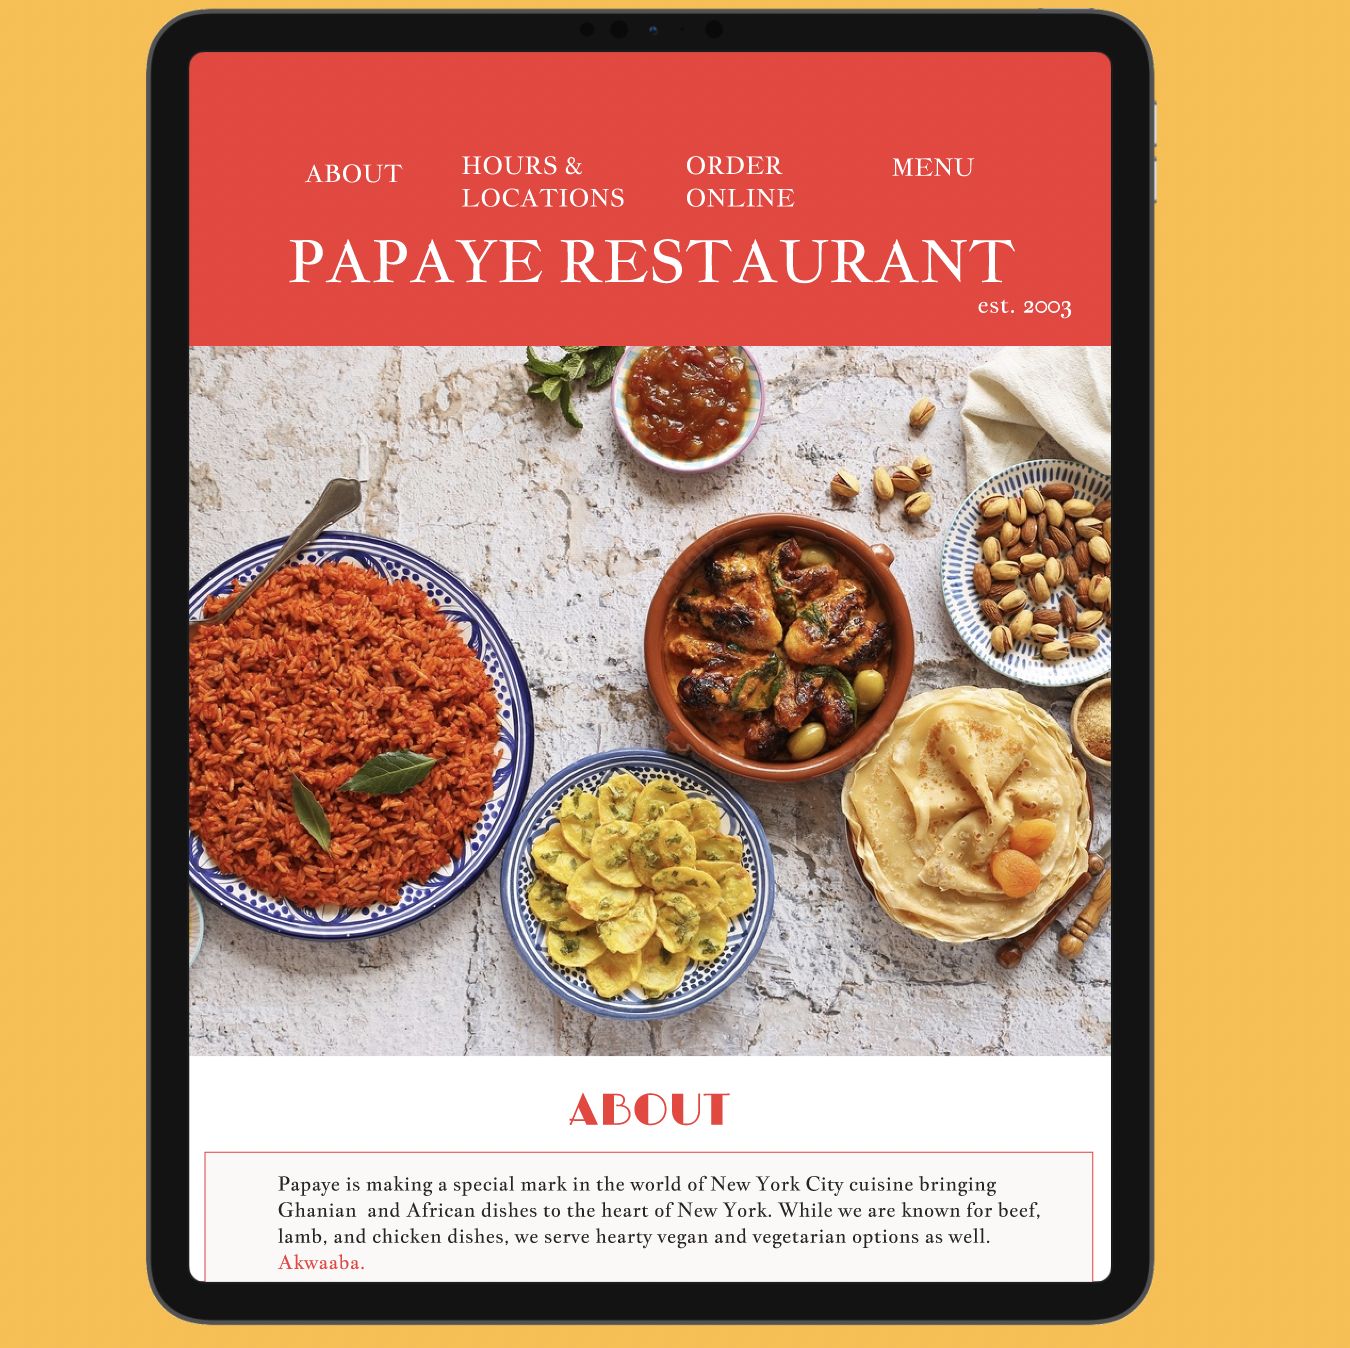 ABOUT
HOURS &
LOCATIONS
ORDER
ONLINE
MENU
PAPAYE RESTAURANT
est. 2003
ABOUT
Papaye is making a special mark in the world of New York City cuisine bringing
Ghanian  and African dishes to the heart of New York. While we are known for beef,
lamb, and chicken dishes, we serve hearty vegan and vegetarian options as well.
Akwaaba.